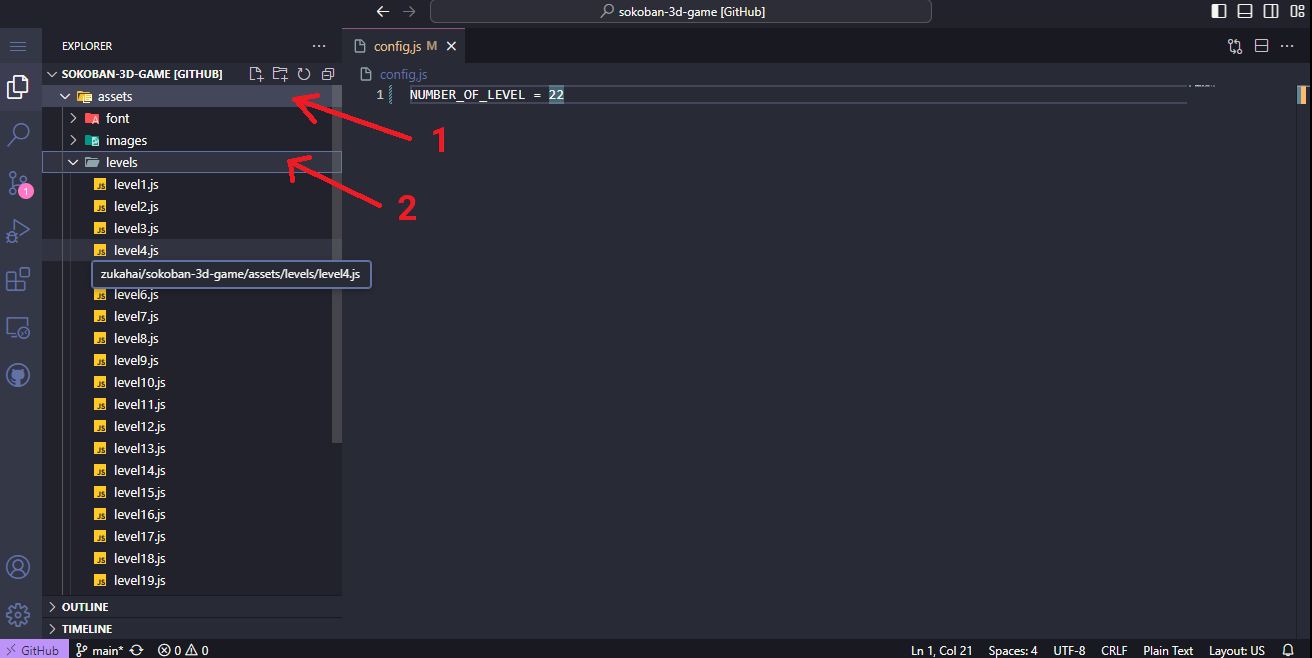 sokoban-3d-game [GitHub]
EXPLORER
config.js M
SOKOBAN-3D-GAME [GITHUB]
config.js
assets
1 NUMBER_OF_LEVEL = 22
font
1
images
levels
2
level1.js
level2.js
level3.js
level4.js
zukahai/sokoban-3d-game/assets/levels/level4.js
level6.js
level7.js
level8.js
level9.js
level10.js
level11.js
level12.js
level13.js
level14.js
level15.js
level16.js
level17.js
level18.js
level19.js
OUTLINE
TIMELINE
1
GitHub main* 0 0 Ln 1, Col 21 Spaces: 4 UTF-8 CRLF Plain Text Layout: US